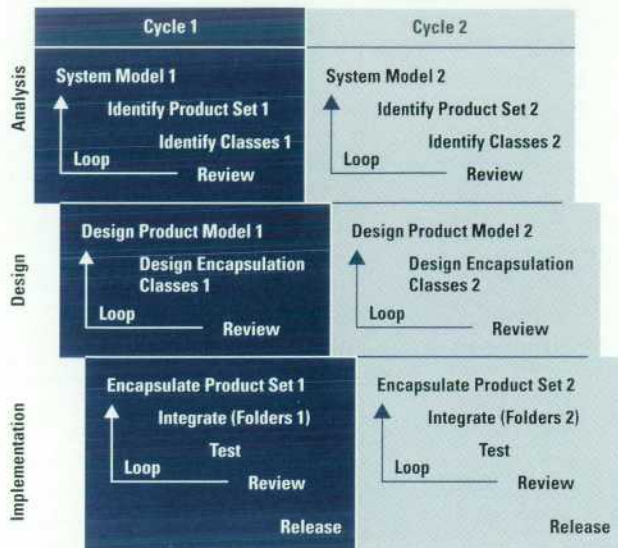 Cycle 1
Cycle 2
Analysis
System Model 1
Identify Product Set 1
Identify Classes 1
Loop
Review
System Model 2
Identify Product Set 2
Identify Classes 2
Loop
Review
Design
Design Product Model 1
Design Encapsulation
Classes 1
Loop
Review
Design Product Model 2
Design Encapsulation
Classes 2
Loop
Review
Implementation
Encapsulate Product Set 1
Integrate (Folders 1)
Test
Loop
Review
Release
Encapsulate Product Set 2
Integrate (Folders 2)
Test
Loop
Review
Release